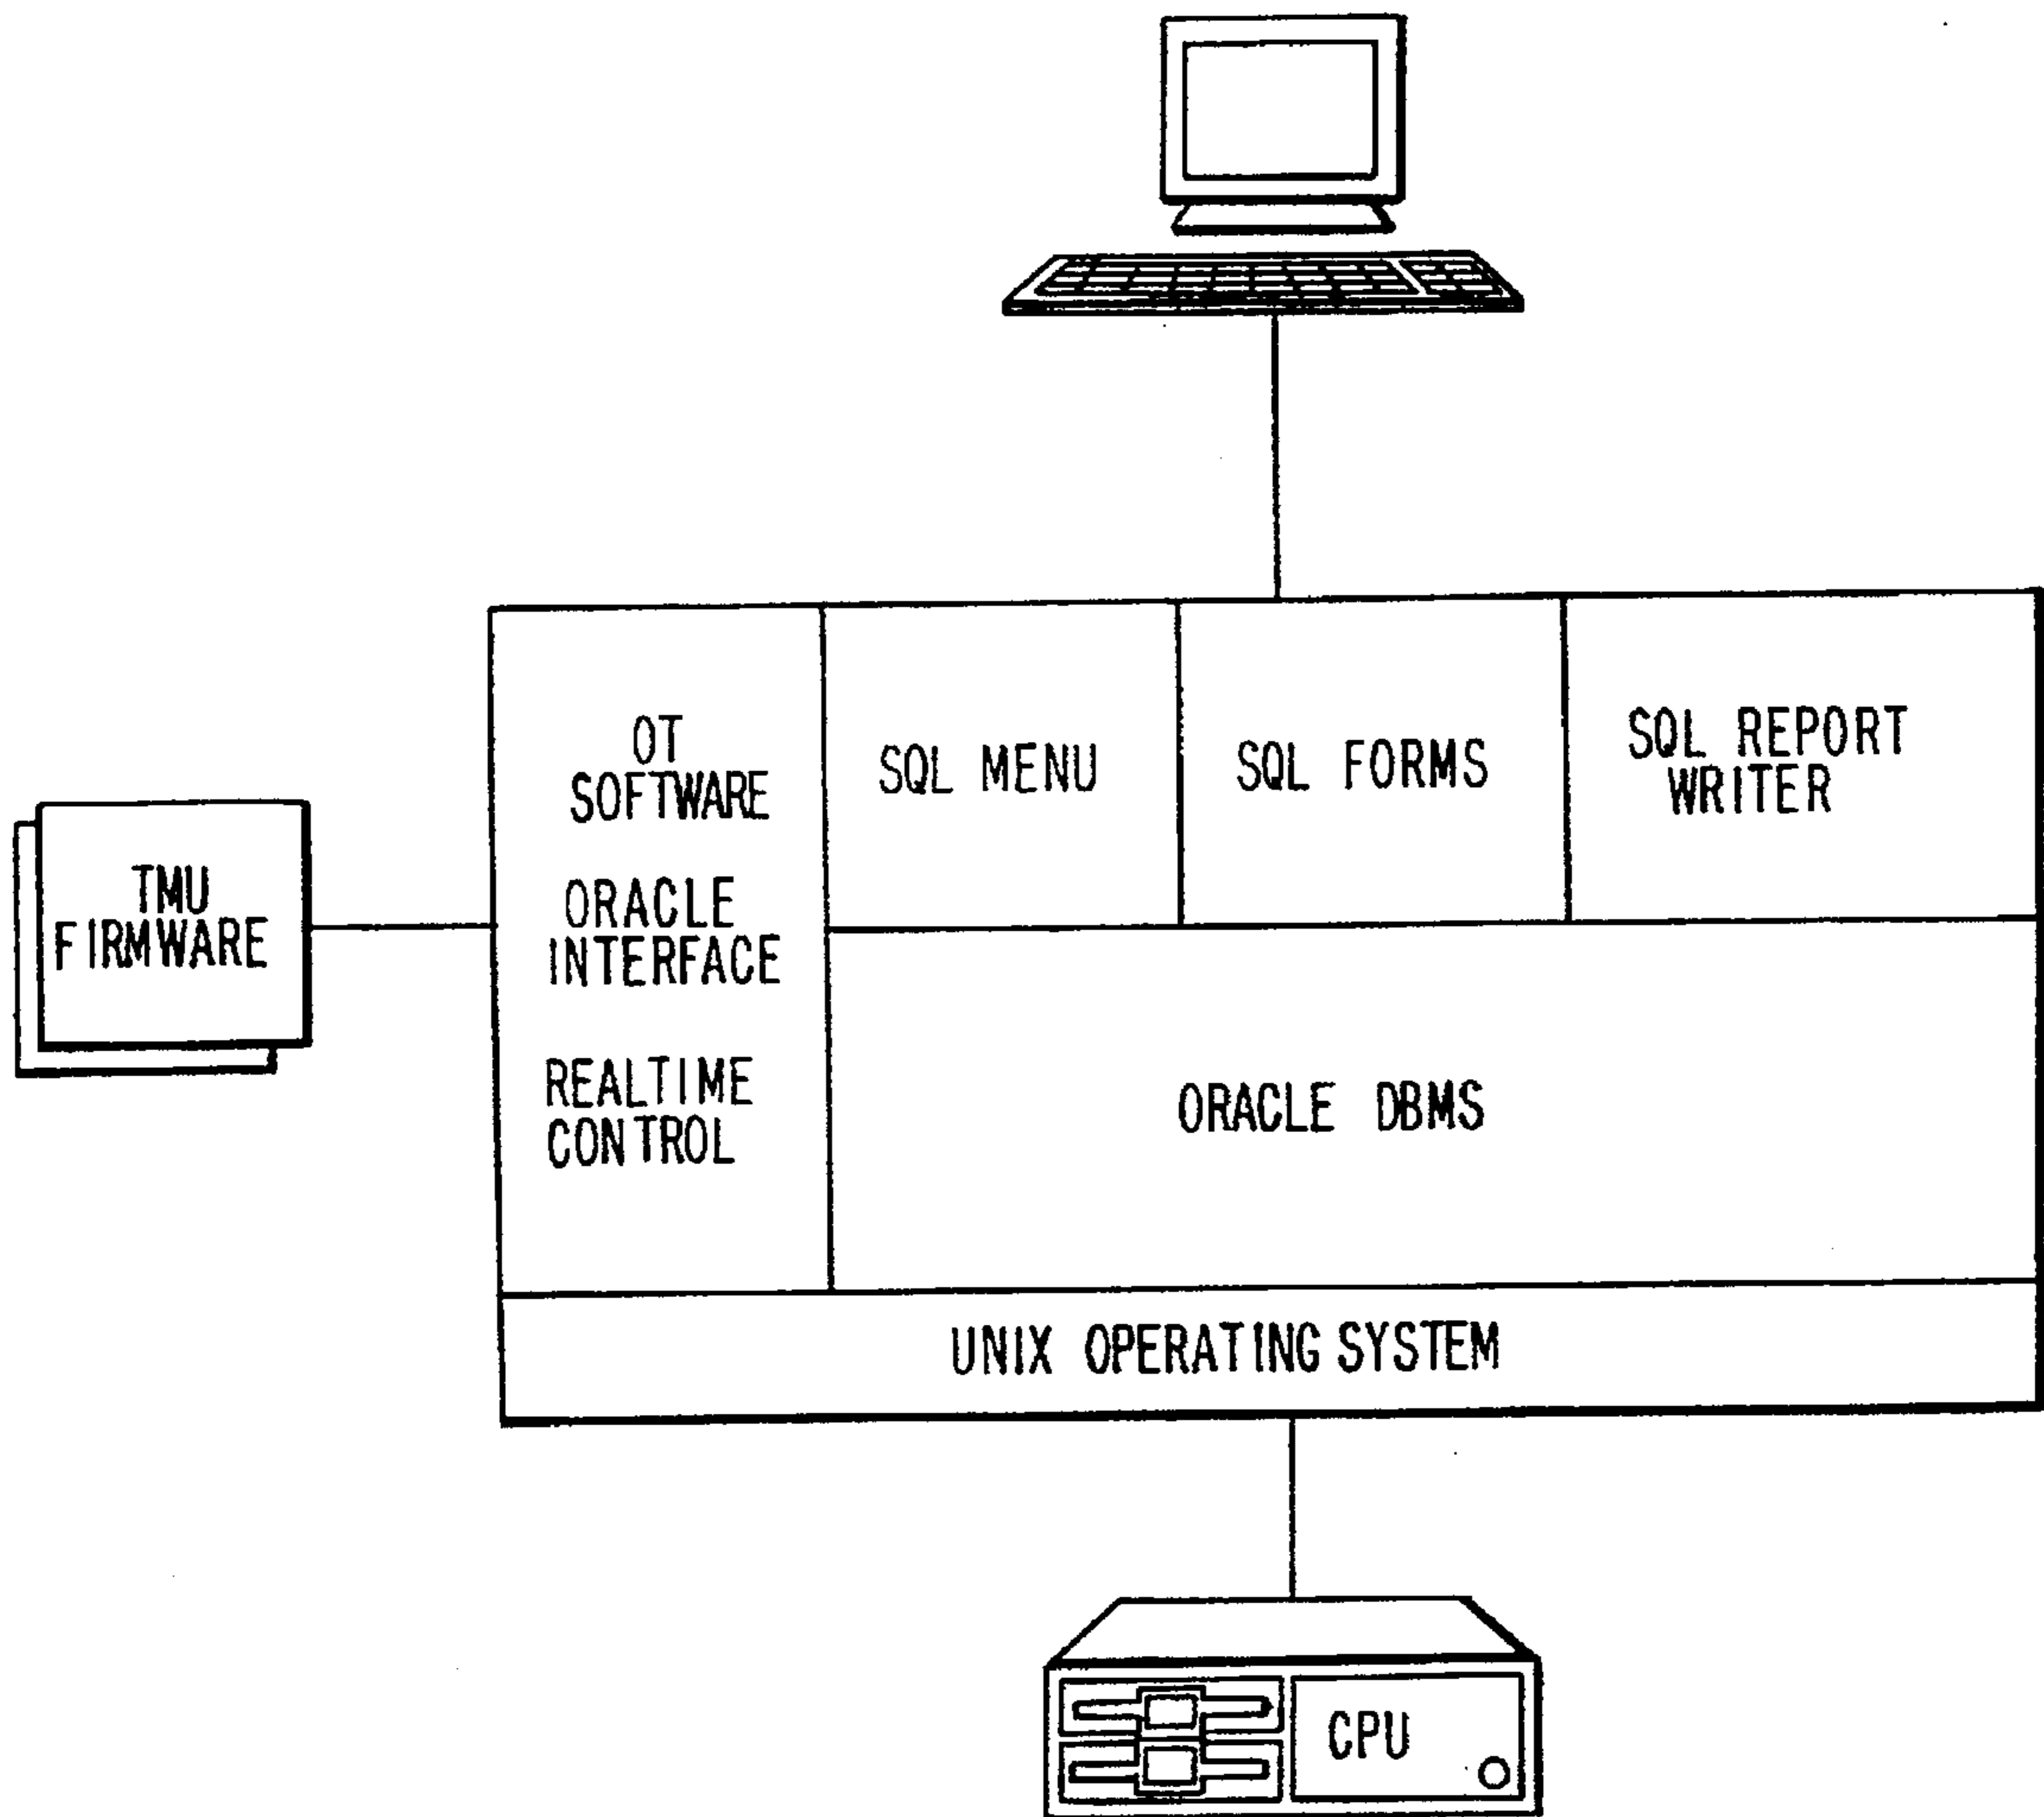 OT
SOFTWARE
ORACLE
INTERFACE
REALTIME
CONTROL
SQL MENU
SQL FORMS
SQL REPORT
WRITER
TMU
FIRMWARE
ORACLE DBMS
UNIX OPERATING SYSTEM
CPU